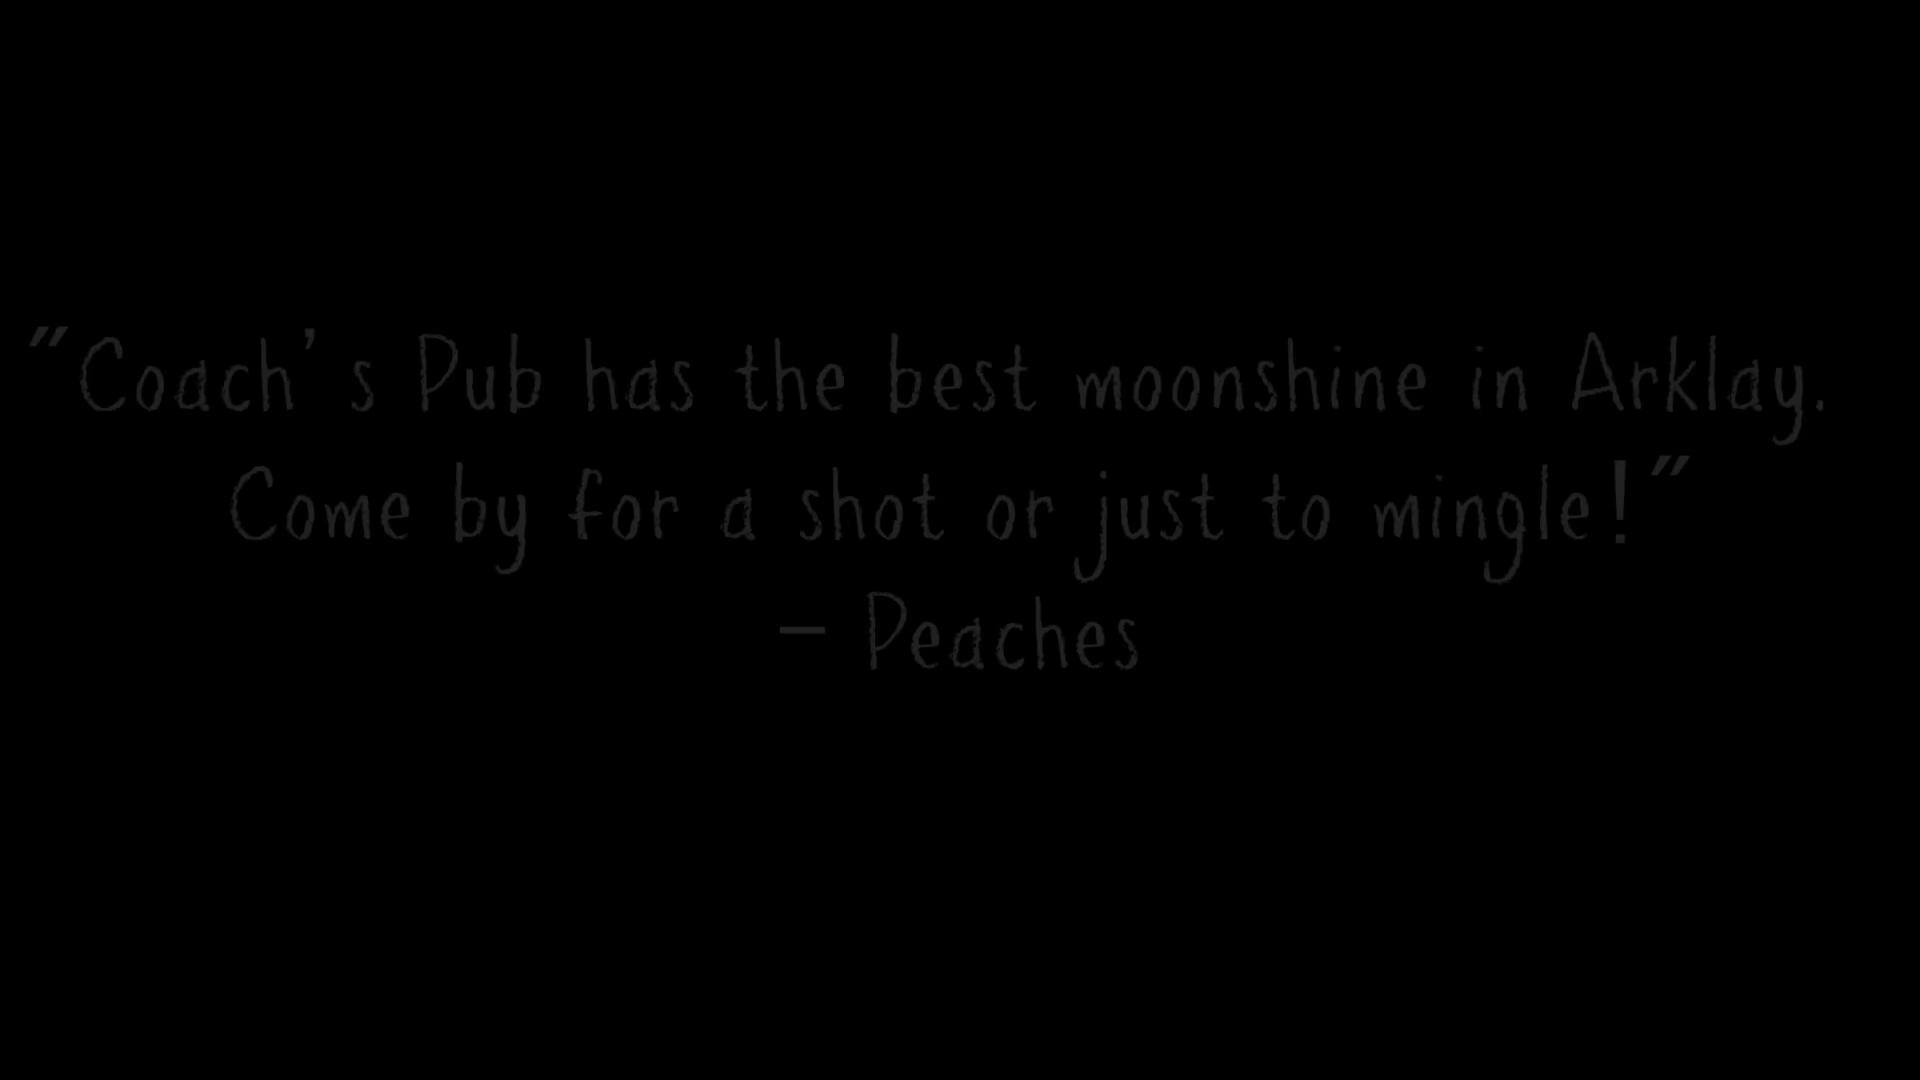 "Coach's Pub has the best moonshine in Arklay.
Come by for a shot or just to mingle!"
- Peaches